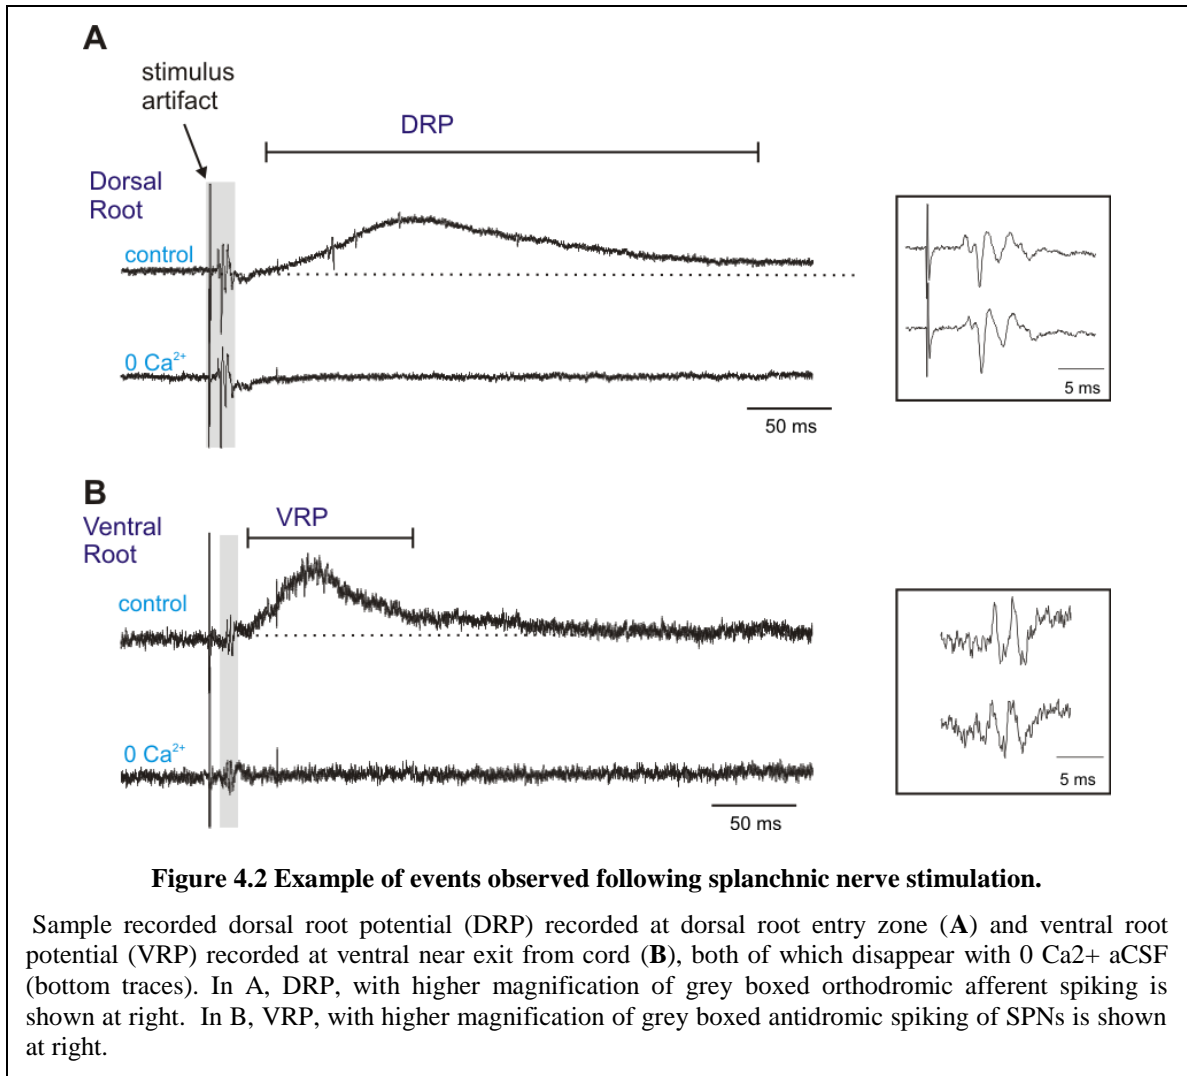 A
stimulus
artifact
DRP
Dorsal
Root
control
0 Ca²⁺
50 ms
5 ms
B
VRP
Ventral
Root
control
0 Ca²⁺
50 ms
5 ms
Figure 4.2 Example of events observed following splanchnic nerve stimulation.
Sample recorded dorsal root potential (DRP) recorded at dorsal root entry zone (A) and ventral root
potential (VRP) recorded at ventral near exit from cord (B), both of which disappear with 0 Ca2+ aCSF
(bottom traces). In A, DRP, with higher magnification of grey boxed orthodromic afferent spiking is
shown at right. In B, VRP, with higher magnification of grey boxed antidromic spiking of SPNs is shown
at right.